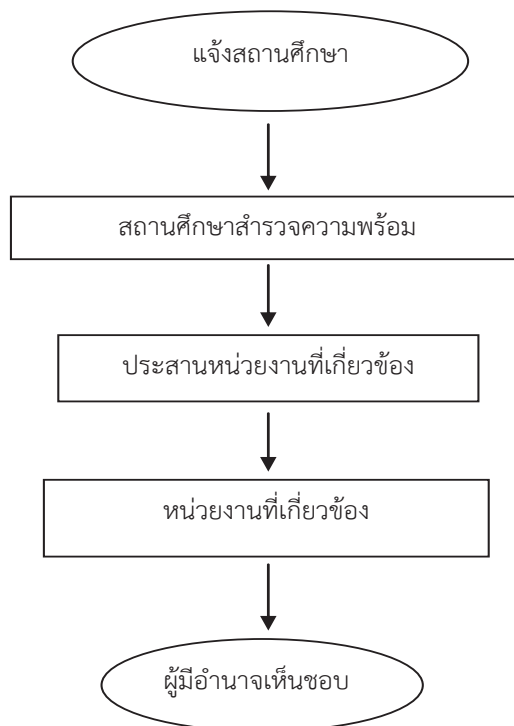 แจ้งสถานศึกษา
สถานศึกษาสำรวจความพร้อม
ประสานหน่วยงานที่เกี่ยวข้อง
หน่วยงานที่เกี่ยวข้อง
ผู้มีอำนาจเห็นชอบ